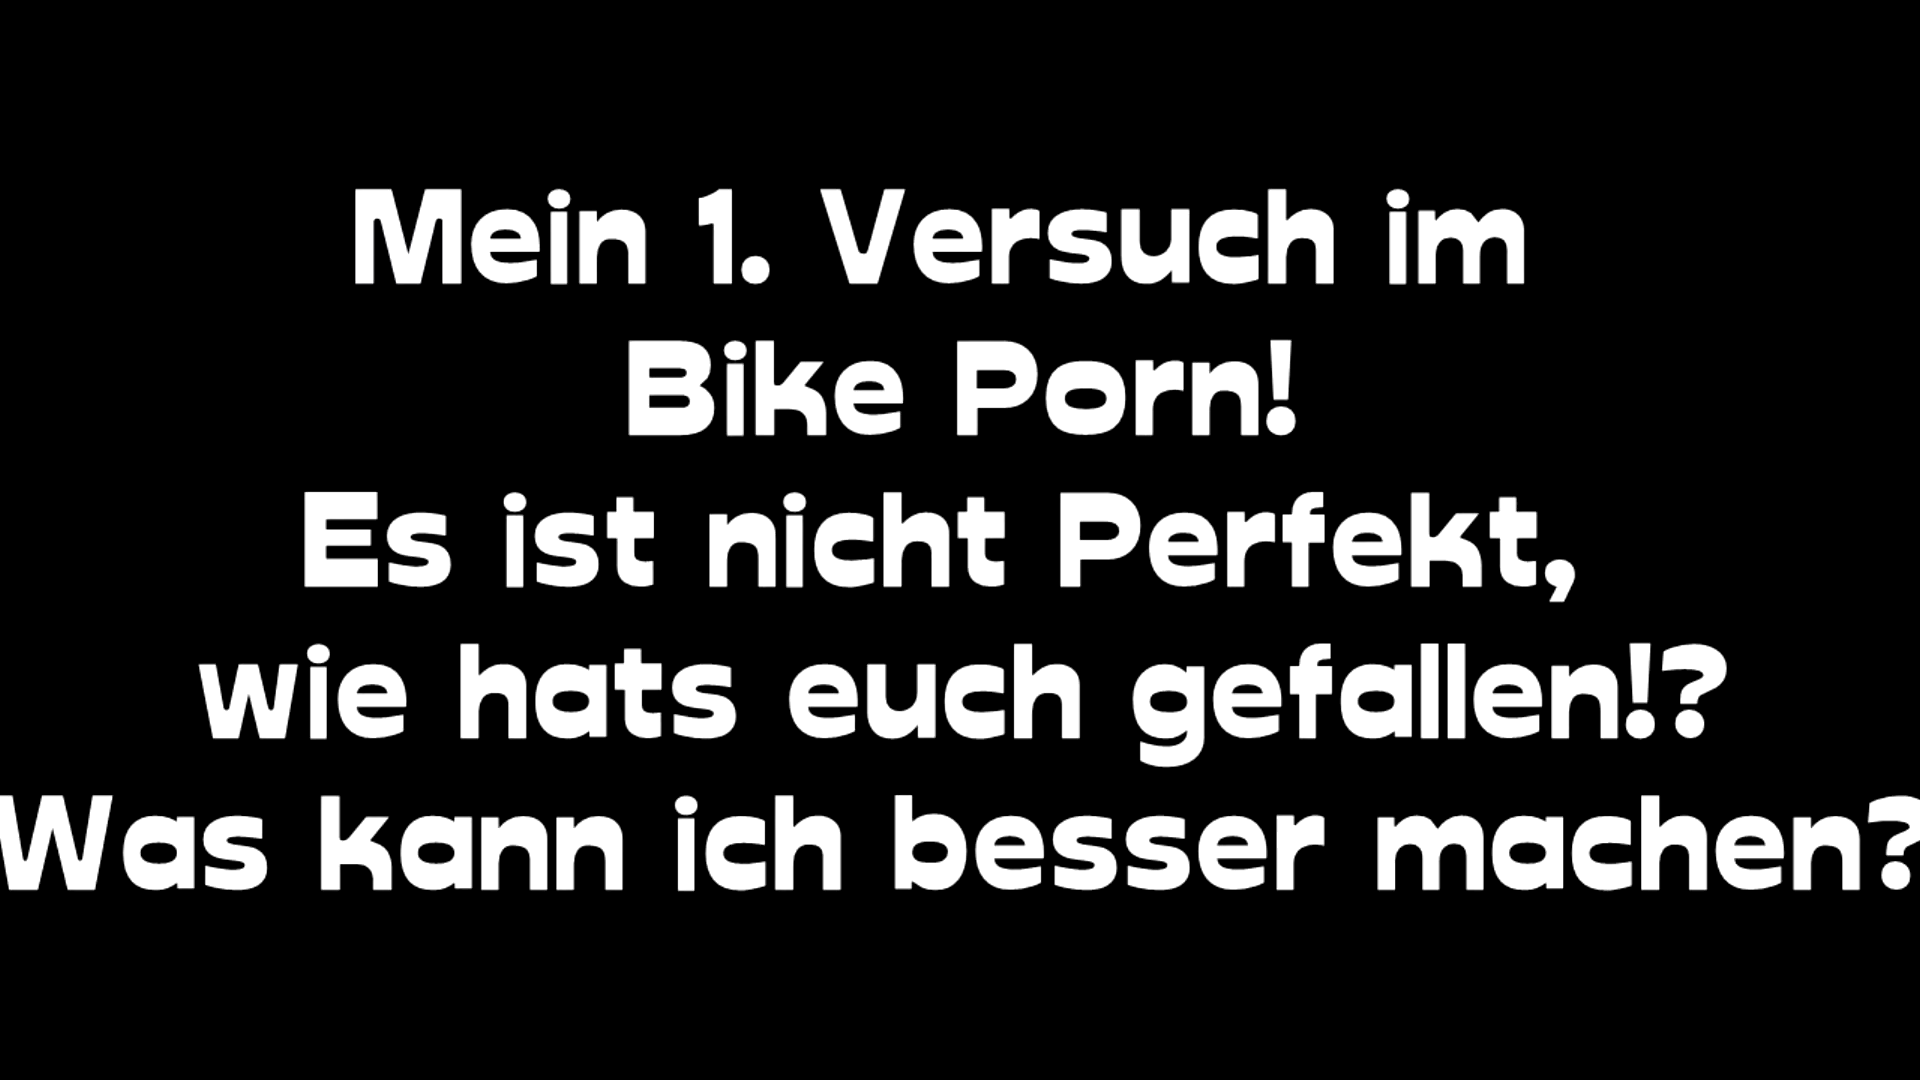 Mein 1. Versuch im
Bike Porn!
Es ist nicht Perfekt,
wie hats euch gefallen!?
Was kann ich besser machen?